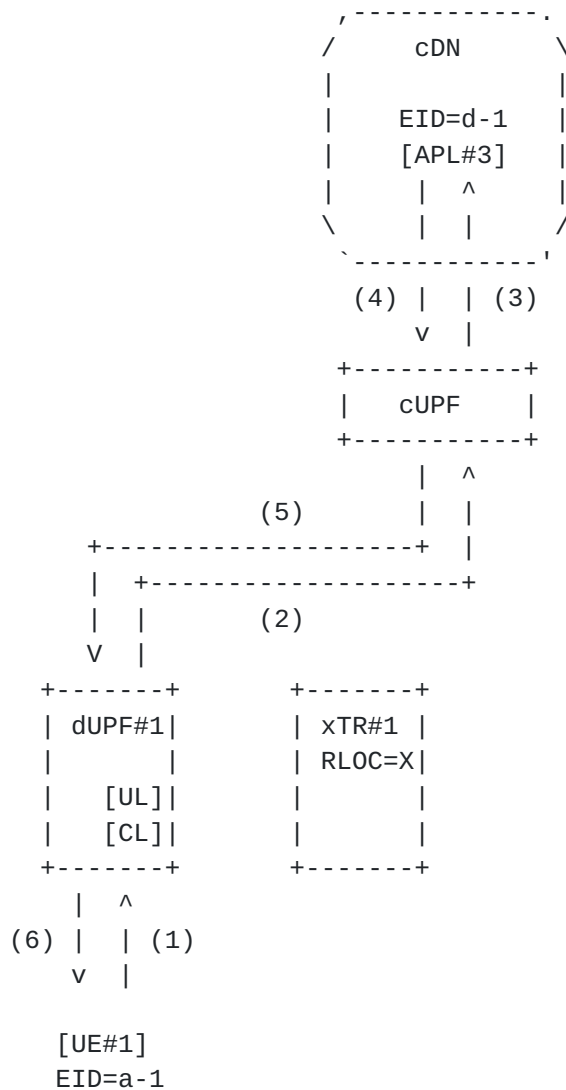 cDN
EID=d-1
[APL#3]
(4) (3)
cUPF
(5)
(2)
dUPF#1 xTR#1
RLOC=X
[UL]
[CL]
(6) (1)
[UE#1]
EID=a-1